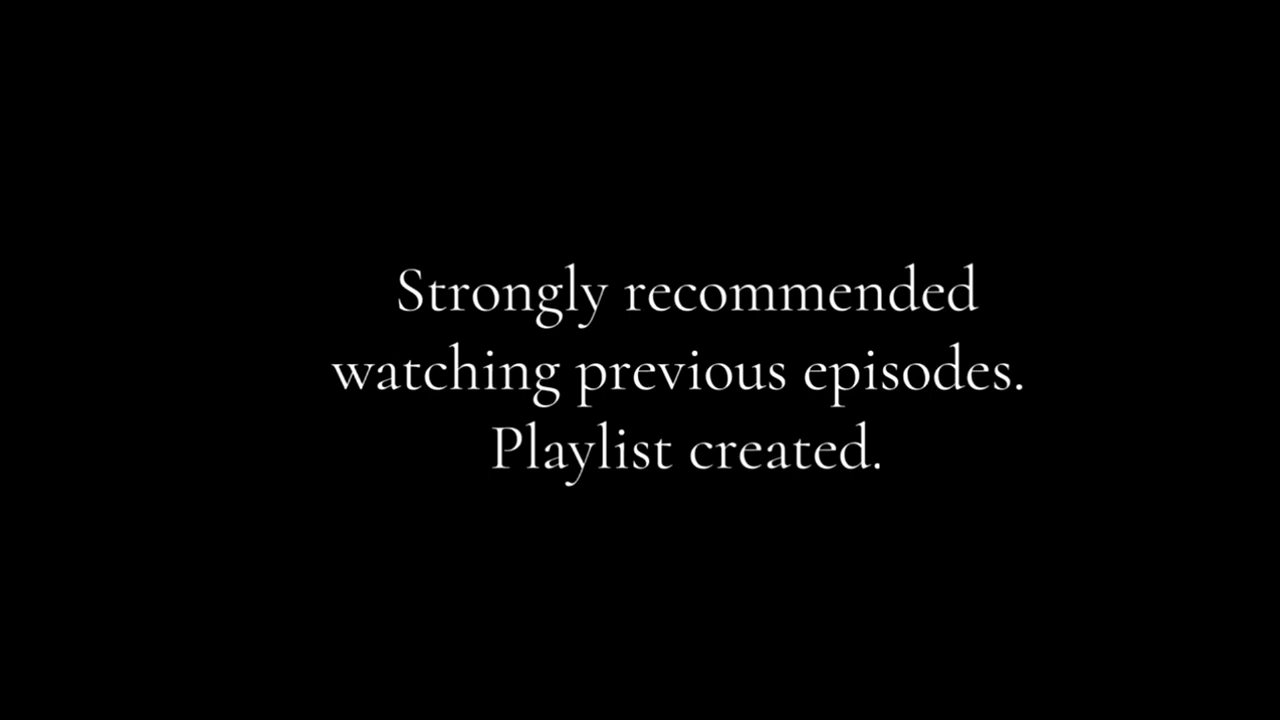 Strongly recommended
watching previous episodes.
Playlist created.